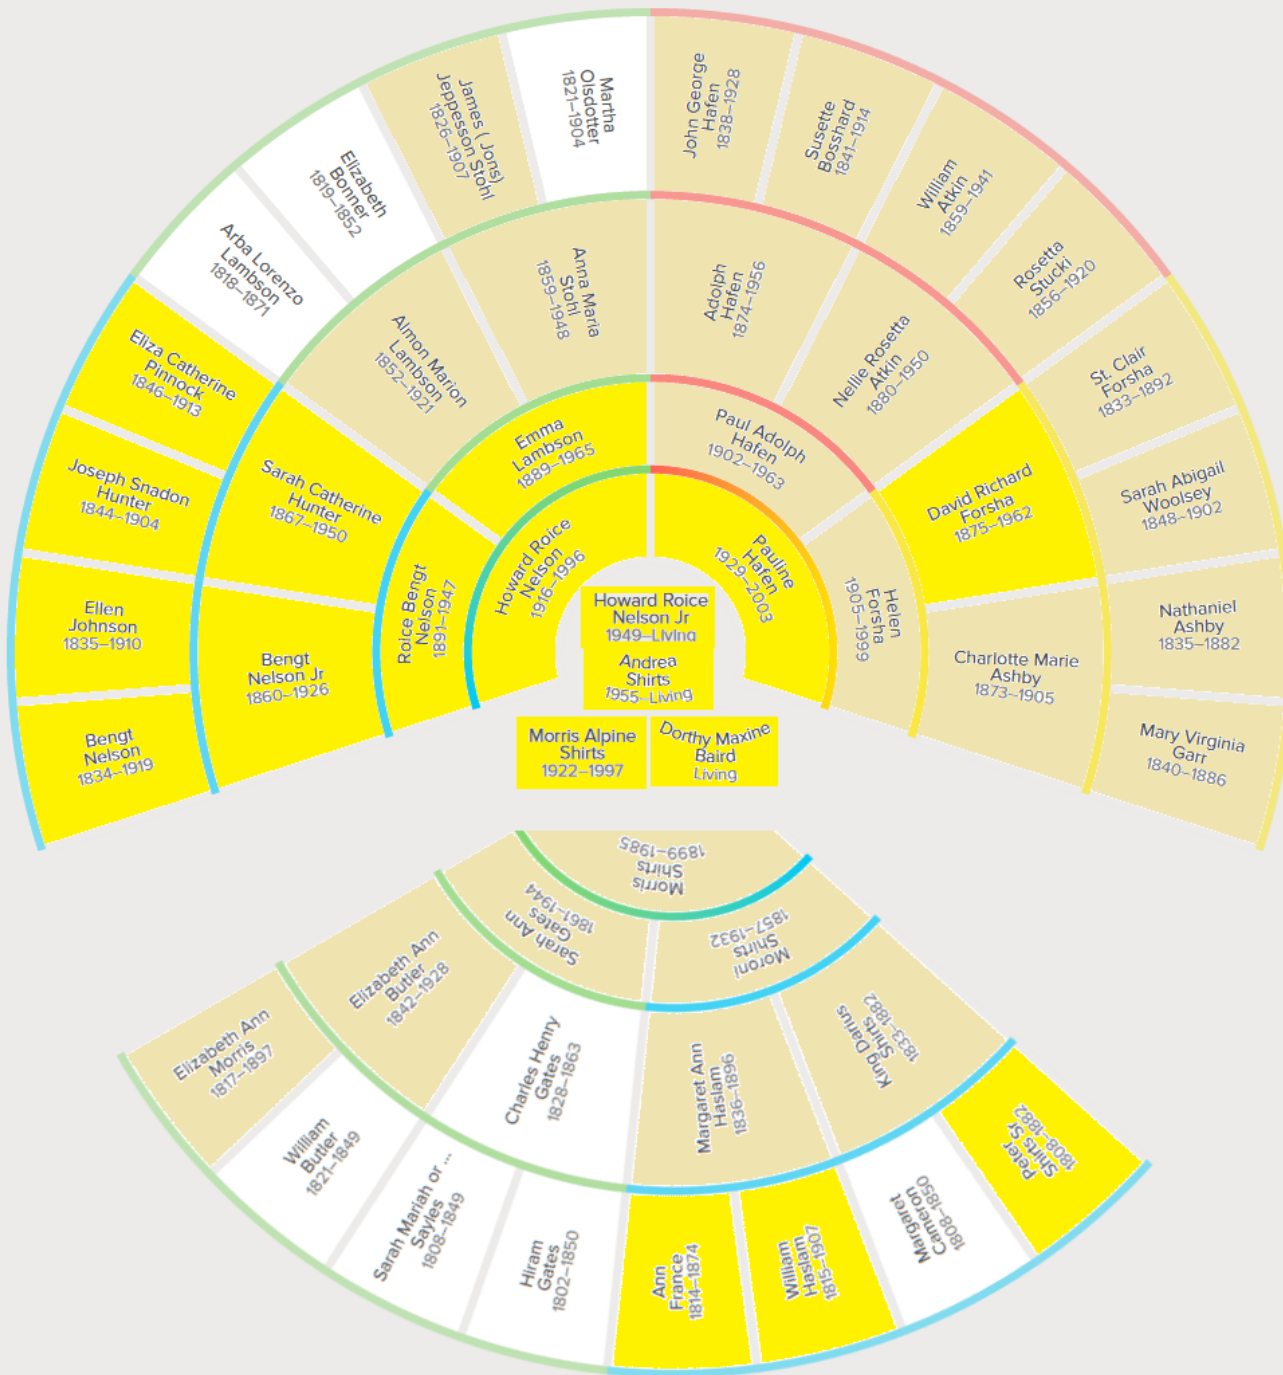 Martha
Olsdotter
1821–1904
John George
Hafen
1838–1928
James ( Jons)
Jeppesson Stohl
1826–1907
Susette
Bosshard
1841–1914
Elizabeth
Bonner
1819–1852
William
Atkin
1859–1941
Arba Lorenzo
Lambson
1818–1871
Rosetta
Stucki
1856–1920
Anna Maria
Stohl
1859–1948
Adolph
Hafen
1874–1956
Almon Marion
Lambson
1852–1921
Nellie Rosetta
Atkin
1880–1950
Eliza Catherine
Pinnock
1846–1913
St. Clair
Forsha
1833–1892
Emma
Lambson
1889–1965
Paul Adolph
Hafen
1902–1963
Joseph Snadon
Hunter
1844–1904
Sarah Catherine
Hunter
1867–1950
David Richard
Forsha
1875–1962
Sarah Abigail
Woolsey
1848–1902
Howard Roice
Nelson
1916–1996
Pauline
Hafen
1929–2003
Roice Bengt
Nelson
1891–1947
Helen
Forsha
1905–1999
Ellen
Johnson
1835–1910
Howard Roice
Nelson Jr
1949–Living
Nathaniel
Ashby
1835–1882
Bengt
Nelson Jr
1860–1926
Andrea
Shirts
1955–Living
Charlotte Marie
Ashby
1873–1905
Bengt
Nelson
1834–1919
Morris Alpine
Shirts
1922–1997
Dorthy Maxine
Baird
Living
Mary Virginia
Garr
1840–1886
Morris
Shirts
1899–1985
Sarah Ann
Gates
1861–1944
Moroni
Shirts
1857–1932
Elizabeth Ann
Butler
1842–1928
Charles Henry
Gates
1828–1863
Margaret Ann
Haslam
1836–1896
King Darius
Shirts
1833–1882
Elizabeth Ann
Morris
1817–1897
William
Butler
1821–1849
Sarah Mariah or ...
Sayles
1808–1849
Hiram
Gates
1802–1850
Ann
France
1814–1874
William
Haslam
1815–1907
Margaret
Cameron
1808–1850
Peter
Shirts Sr
1808–1882